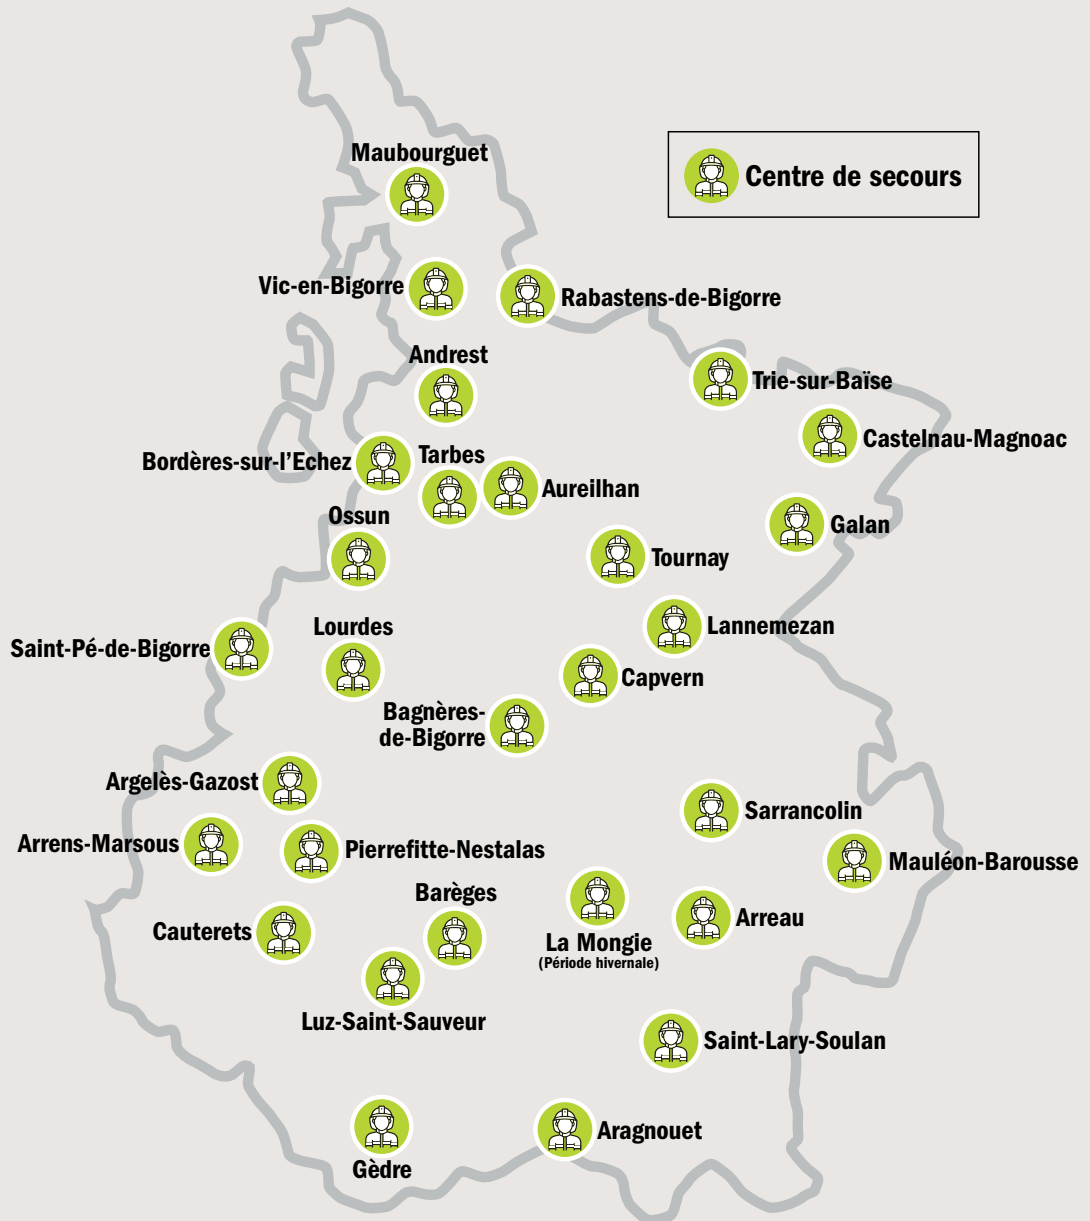 Maubourguet
Centre de secours
Vic-en-Bigorre
Rabastens-de-Bigorre
Andrest
Trie-sur-Baïse
Castelnau-Magnoac
Bordères-sur-l'Echez
Tarbes
Aureilhan
Ossun
Galan
Tournay
Lourdes
Lannemezan
Saint-Pé-de-Bigorre
Capvern
Bagnères-
de-Bigorre
Argelès-Gazost
Sarrancolin
Arrens-Marsous
Pierrefitte-Nestalas
Mauléon-Barousse
Barèges
Cauterets
Arreau
La Mongie
(Période hivernale)
Luz-Saint-Sauveur
Saint-Lary-Soulan
Aragnouet
Gèdre